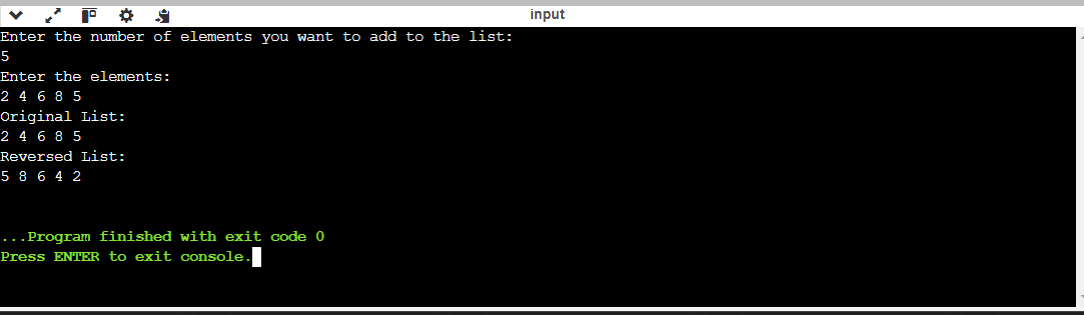 input
Enter the number of elements you want to add to the list:
5
Enter the elements:
2 4 6 8 5
Original List:
2 4 6 8 5
Reversed List:
5 8 6 4 2
...Program finished with exit code 0
Press ENTER to exit console.